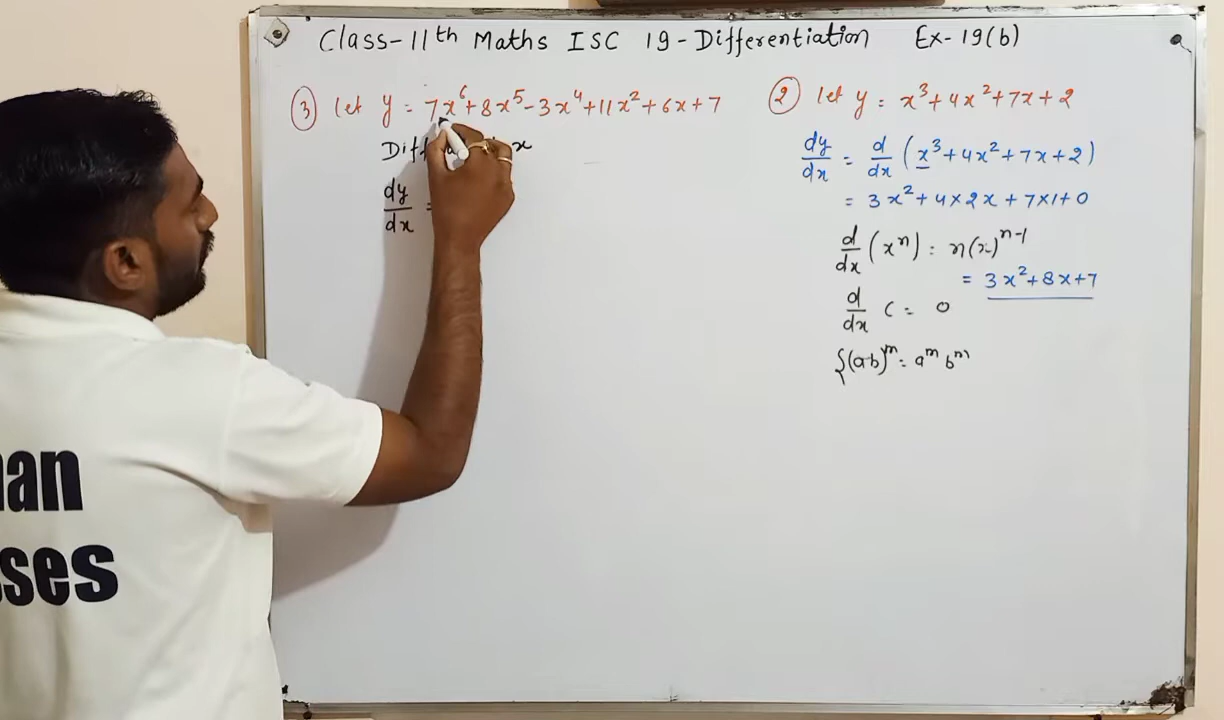 Class-11th Maths ISC 19-Differentiation Ex-19(b)
③ let y = 7x⁶+8x⁵-3x⁴+11x²+6x+7
x
dy/dx =
② let y = x³+4x²+7x+2
dy/dx = d/dx (x³+4x²+7x+2)
= 3x²+4×2x+7×1+0
d/dx (xⁿ) = n(x)ⁿ⁻¹
= 3x²+8x+7
d/dx C = 0
{(ab)ᵐ = aᵐ bᵐ
an
ses